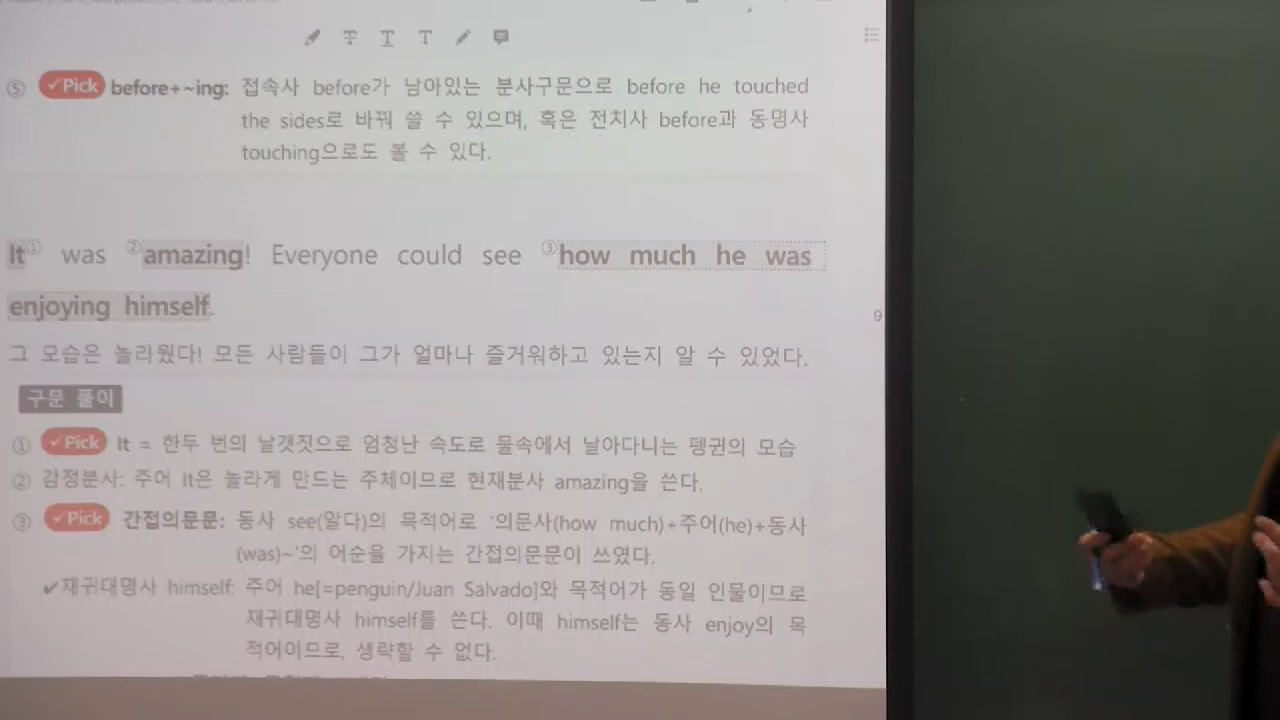 ⑤ ✓Pick before+~ing: 접속사 before가 남아있는 분사구문으로 before he touched
the sides로 바꿔 쓸 수 있으며, 혹은 전치사 before과 동명사
touching으로도 볼 수 있다.
It① was ②amazing! Everyone could see ③how much he was
enjoying himself.
9
그 모습은 놀라웠다! 모든 사람들이 그가 얼마나 즐거워하고 있는지 알 수 있었다.
구문 풀이
① ✓Pick It = 한두 번의 날갯짓으로 엄청난 속도로 물속에서 날아다니는 펭귄의 모습
② 감정분사: 주어 It은 놀라게 만드는 주체이므로 현재분사 amazing을 쓴다.
③ ✓Pick 간접의문문: 동사 see(알다)의 목적어로 '의문사(how much)+주어(he)+동사
(was)~'의 어순을 가지는 간접의문문이 쓰였다.
✔재귀대명사 himself: 주어 he[=penguin/Juan Salvado]와 목적어가 동일 인물이므로
재귀대명사 himself를 쓴다. 이때 himself는 동사 enjoy의 목
적어이므로, 생략할 수 없다.